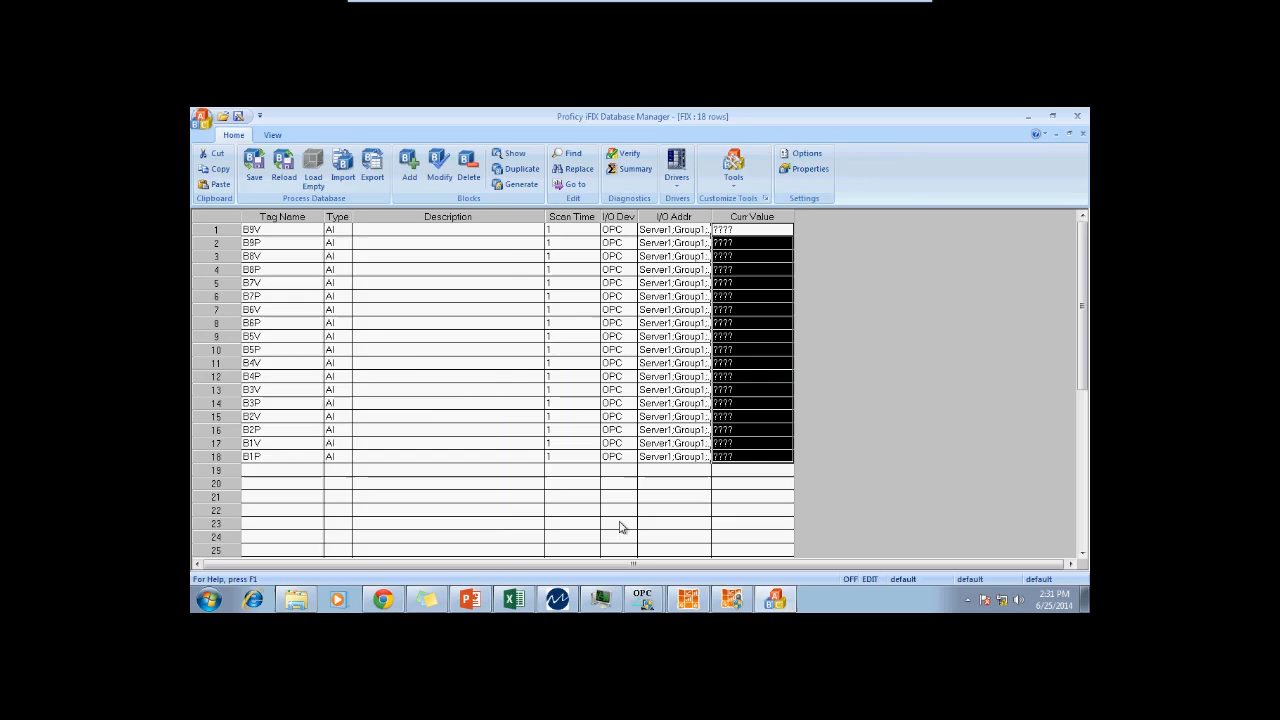 Proficy iFIX Database Manager - [FIX : 18 rows]
Home View
Cut Copy Paste Clipboard
Save Reload Load Empty Import Export Process Database
Add Modify Delete Show Duplicate Generate Blocks
Find Replace Go to Edit
Verify Summary Diagnostics
Drivers Drivers
Tools Customize Tools
Options Properties Settings
Tag Name Type Description Scan Time I/O Dev I/O Addr Curr Value
1 B9V AI 1 OPC Server1;Group1;. ????
2 B9P AI 1 OPC Server1;Group1;. ????
3 B8V AI 1 OPC Server1;Group1;. ????
4 B8P AI 1 OPC Server1;Group1;. ????
5 B7V AI 1 OPC Server1;Group1;. ????
6 B7P AI 1 OPC Server1;Group1;. ????
7 B6V AI 1 OPC Server1;Group1;. ????
8 B6P AI 1 OPC Server1;Group1;. ????
9 B5V AI 1 OPC Server1;Group1;. ????
10 B5P AI 1 OPC Server1;Group1;. ????
11 B4V AI 1 OPC Server1;Group1;. ????
12 B4P AI 1 OPC Server1;Group1;. ????
13 B3V AI 1 OPC Server1;Group1;. ????
14 B3P AI 1 OPC Server1;Group1;. ????
15 B2V AI 1 OPC Server1;Group1;. ????
16 B2P AI 1 OPC Server1;Group1;. ????
17 B1V AI 1 OPC Server1;Group1;. ????
18 B1P AI 1 OPC Server1;Group1;. ????
19
20
21
22
23
24
25
For Help, press F1 OFF EDIT default default default
OPC
2:31 PM
6/25/2014